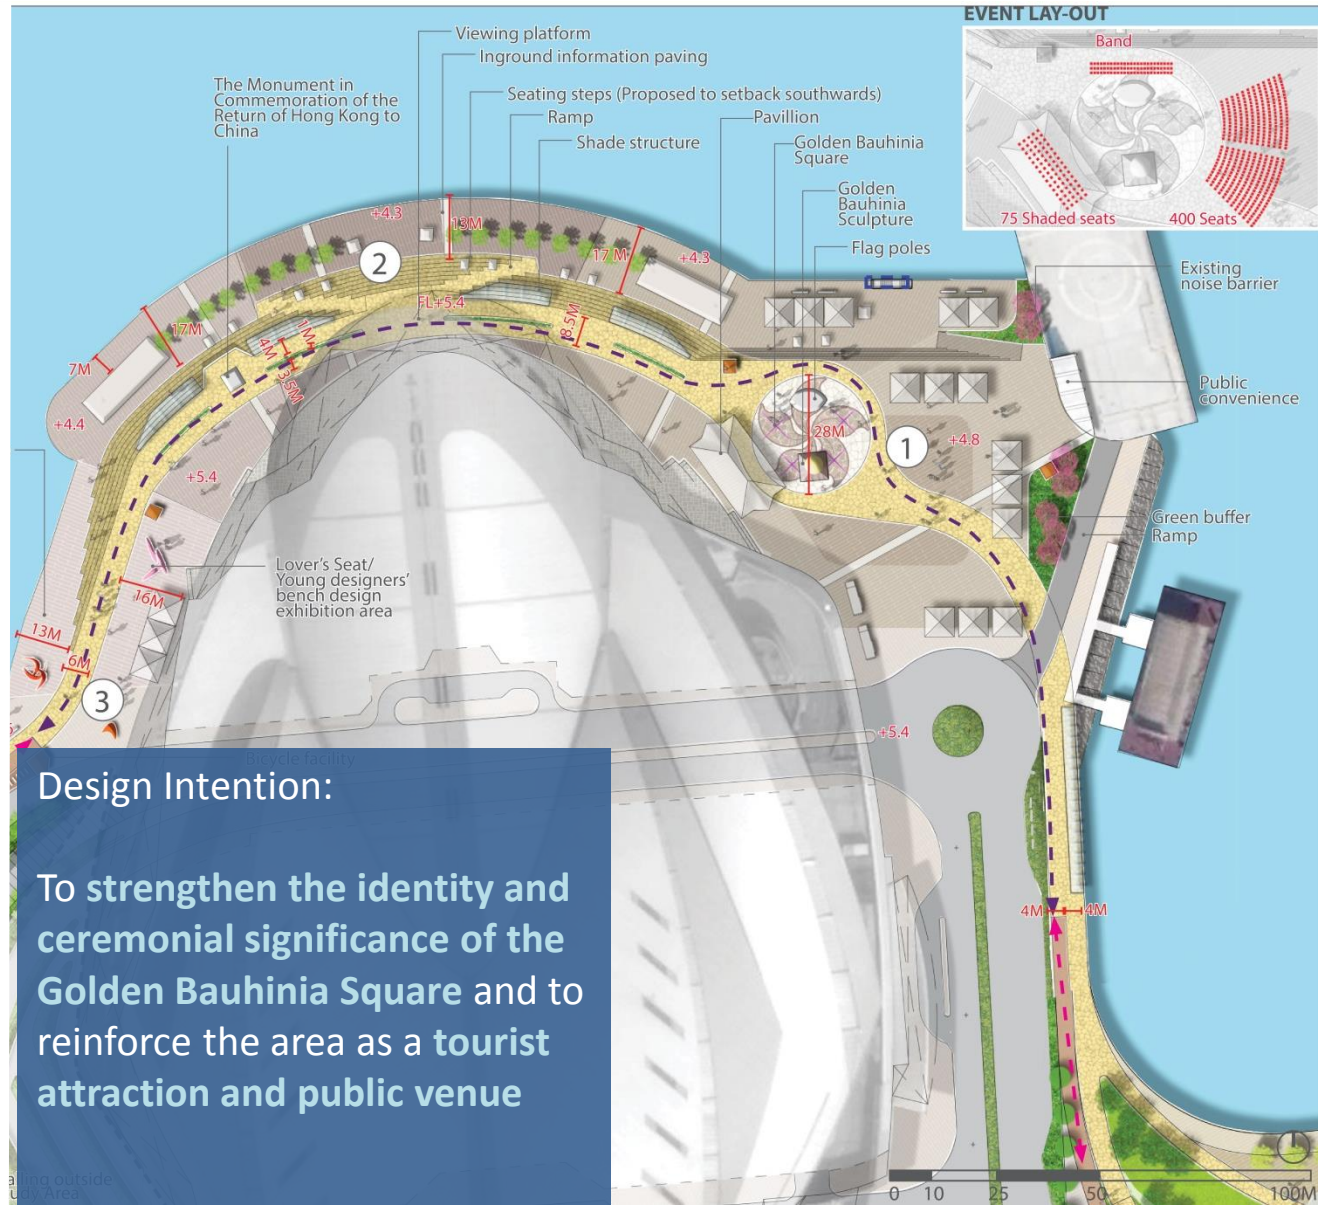 EVENT LAY-OUT
Band
75 Shaded seats
400 Seats
Viewing platform
Inground information paving
The Monument in
Commemoration of the
Return of Hong Kong to
China
Seating steps (Proposed to setback southwards)
Ramp
Pavillion
Shade structure
Golden Bauhinia
Square
Golden
Bauhinia
Sculpture
Flag poles
Existing
noise barrier
Public
convenience
Green buffer
Ramp
+4.3
13M
17 M
+4.3
2
FL+5.4
17M
1M
4M
3.5M
8.5M
7M
+4.4
+5.4
28M
1
+4.8
Lover's Seat/
Young designers'
bench design
exhibition area
16M
13M
6M
3
+5.4
Bicycle facility
4M
4M
Design Intention:
To strengthen the identity and
ceremonial significance of the
Golden Bauhinia Square and to
reinforce the area as a tourist
attraction and public venue
outside
Area
0 10 25 50 100M